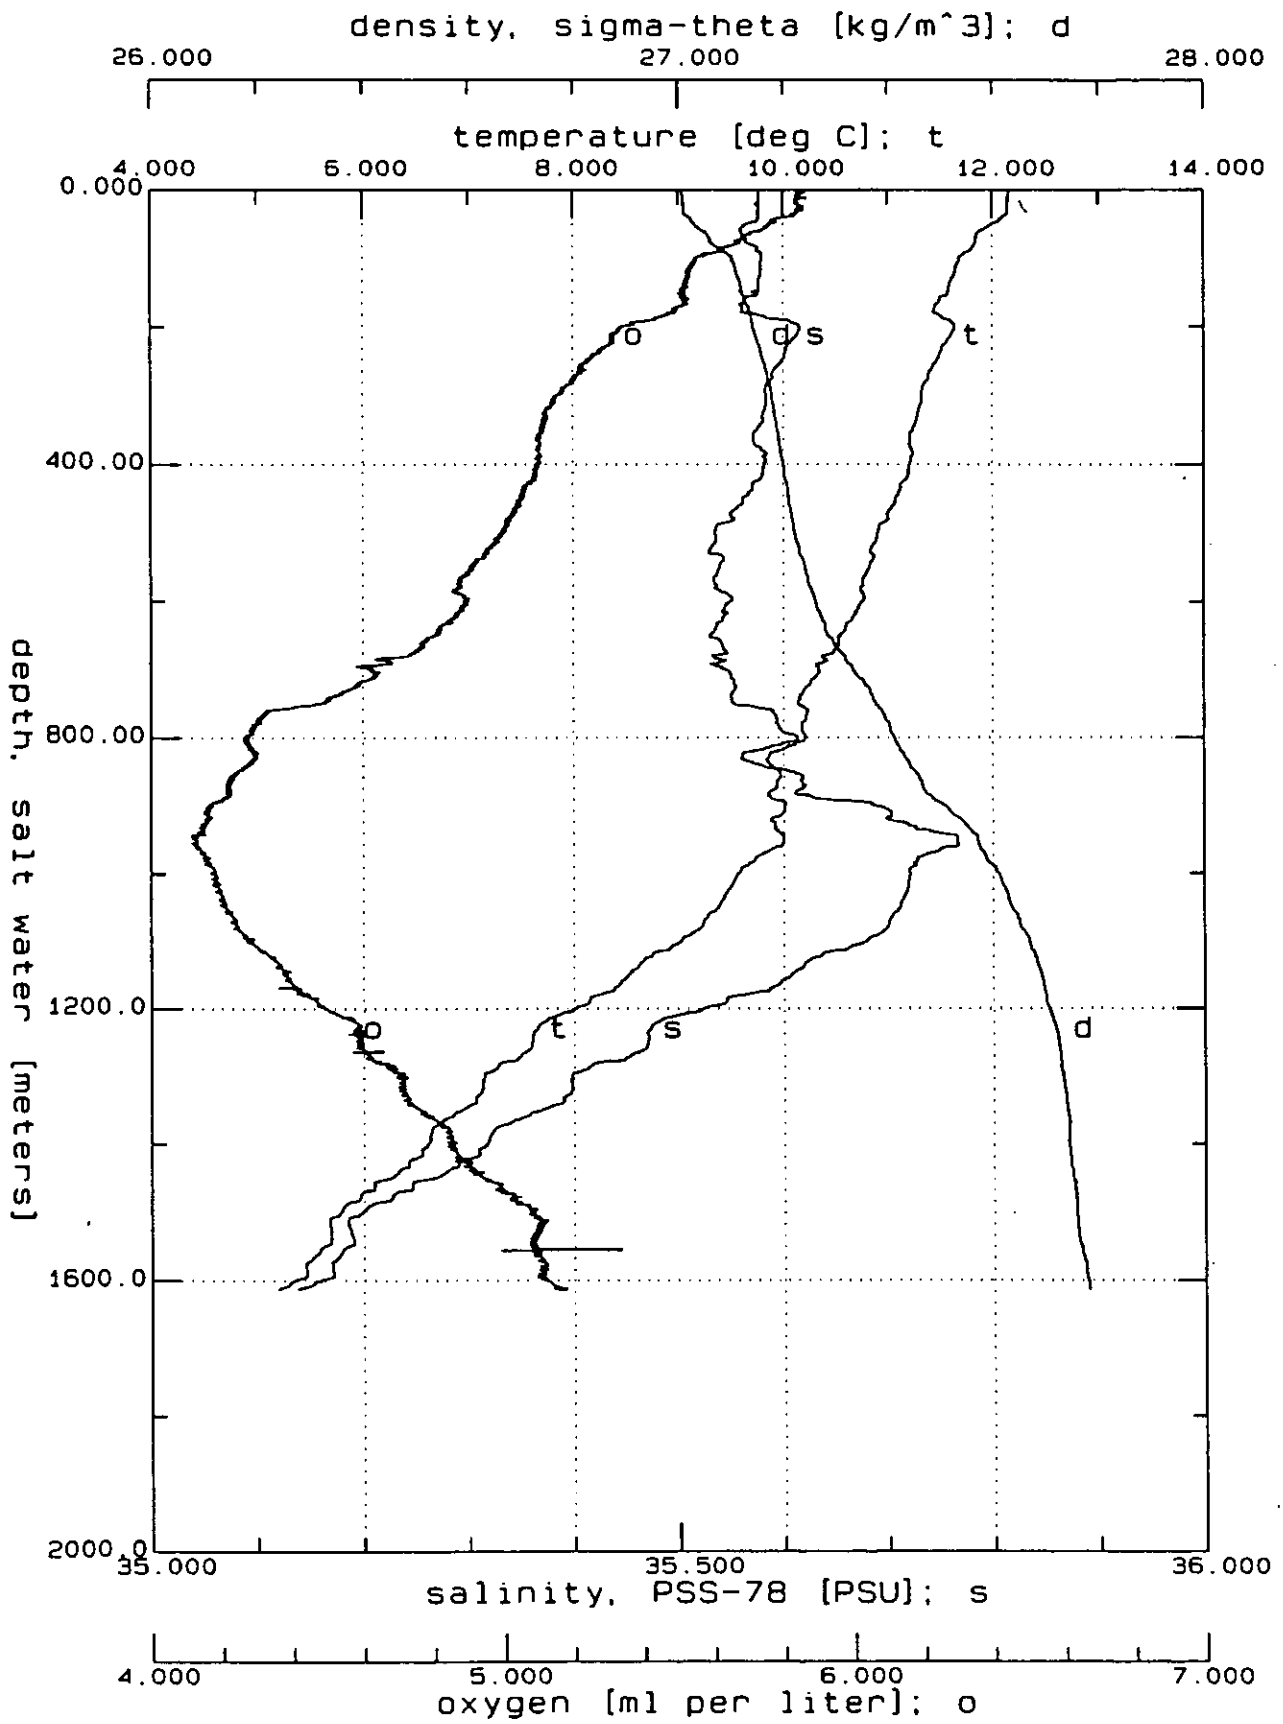 density, sigma-theta [kg/m^3]; d
26.000 27.000 28.000
temperature [deg C]; t
4.000 6.000 8.000 10.000 12.000 14.000
0.000
o d s t
400.00
800.00
depth, salt water [meters]
1200.0
o t s d
1600.0
2000.0
35.000 35.500 36.000
salinity, PSS-78 [PSU]; s
4.000 5.000 6.000 7.000
oxygen [ml per liter]; o